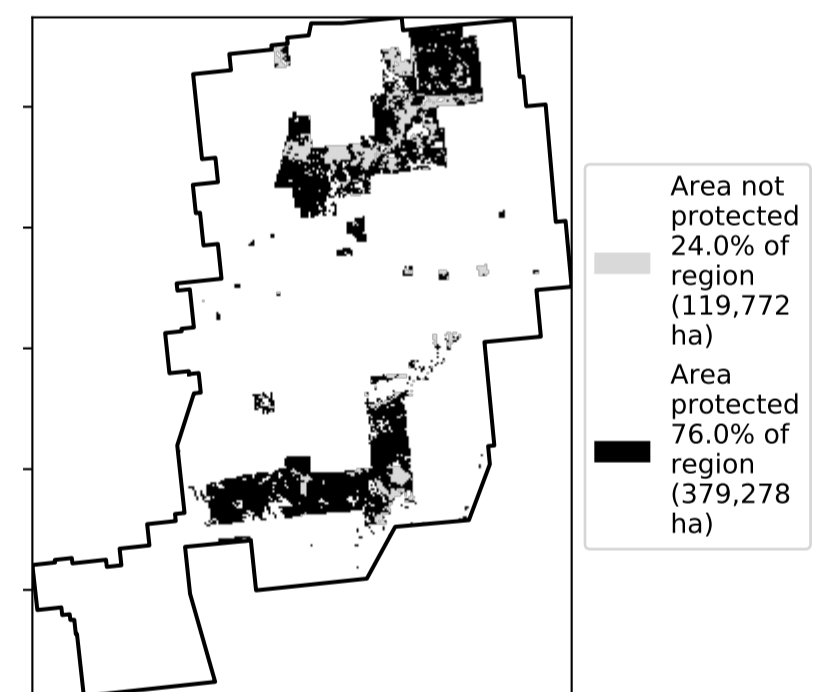 Area not
protected
24.0% of
region
(119,772
ha)
Area
protected
76.0% of
region
(379,278
ha)